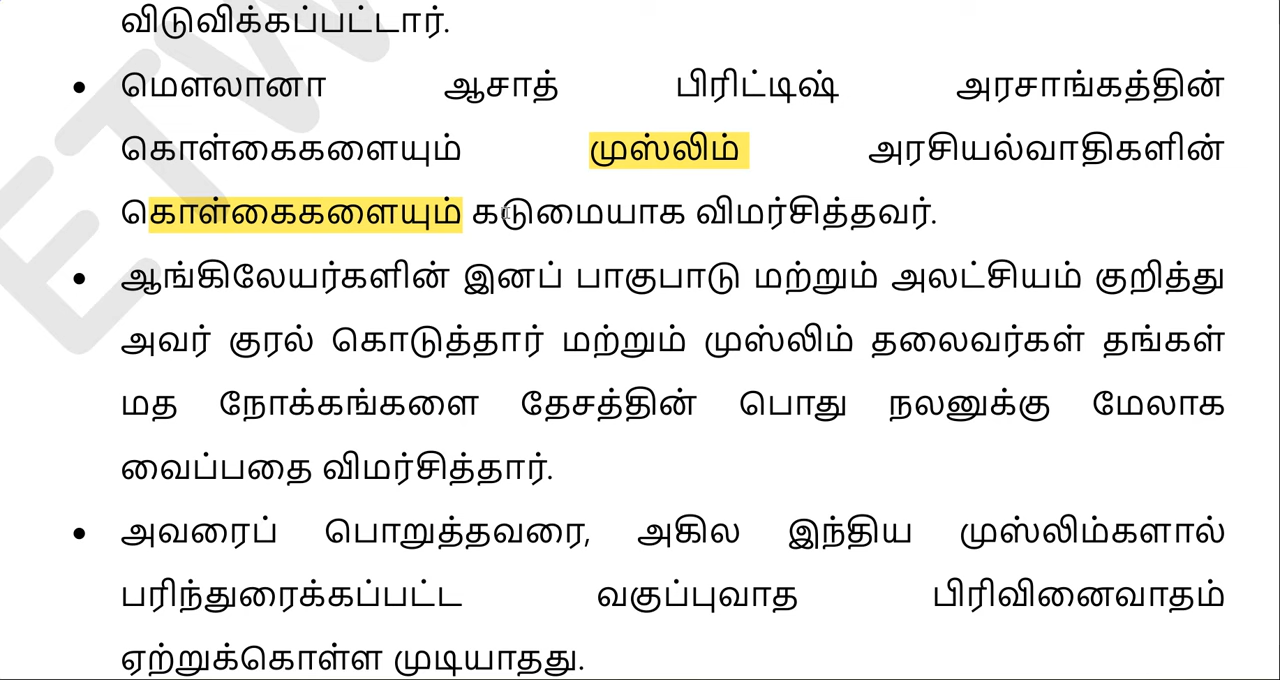 விடுவிக்கப்பட்டார்.
• மௌலானா ஆசாத் பிரிட்டிஷ் அரசாங்கத்தின்
கொள்கைகளையும் முஸ்லிம் அரசியல்வாதிகளின்
கொள்கைகளையும் கடுமையாக விமர்சித்தவர்.
• ஆங்கிலேயர்களின் இனப் பாகுபாடு மற்றும் அலட்சியம் குறித்து
அவர் குரல் கொடுத்தார் மற்றும் முஸ்லிம் தலைவர்கள் தங்கள்
மத நோக்கங்களை தேசத்தின் பொது நலனுக்கு மேலாக
வைப்பதை விமர்சித்தார்.
• அவரைப் பொறுத்தவரை, அகில இந்திய முஸ்லிம்களால்
பரிந்துரைக்கப்பட்ட வகுப்புவாத பிரிவினைவாதம்
ஏற்றுக்கொள்ள முடியாதது.
ETW